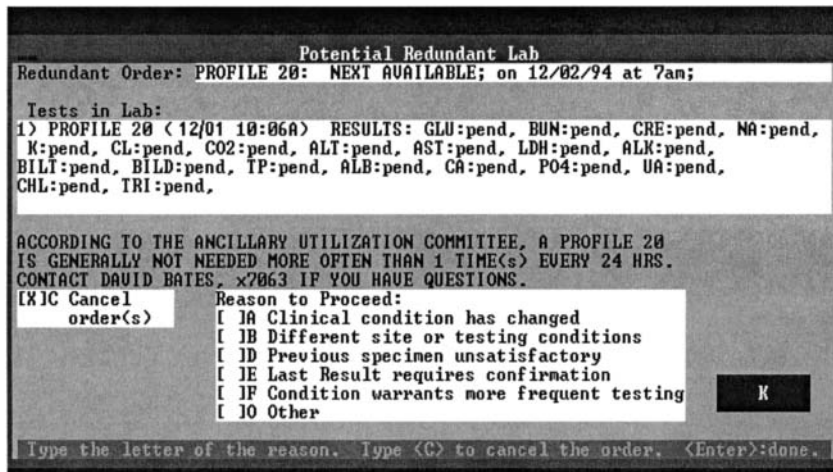 Potential Redundant Lab
Redundant Order: PROFILE 20:  NEXT AVAILABLE; on 12/02/94 at 7am;
Tests in Lab:
1) PROFILE 20 (12/01 10:06A)  RESULTS: GLU:pend, BUN:pend, CRE:pend, NA:pend,
K:pend, CL:pend, CO2:pend, ALT:pend, AST:pend, LDH:pend, ALK:pend,
BILT:pend, BILD:pend, TP:pend, ALB:pend, CA:pend, PO4:pend, UA:pend,
CHL:pend, TRI:pend,
ACCORDING TO THE ANCILLARY UTILIZATION COMMITTEE, A PROFILE 20
IS GENERALLY NOT NEEDED MORE OFTEN THAN 1 TIME(s) EVERY 24 HRS.
CONTACT DAVID BATES, x7063 IF YOU HAVE QUESTIONS.
[X]C Cancel
order(s)
Reason to Proceed:
[ ]A Clinical condition has changed
[ ]B Different site or testing conditions
[ ]D Previous specimen unsatisfactory
[ ]E Last Result requires confirmation
[ ]F Condition warrants more frequent testing
[ ]O Other
K
Type the letter of the reason.  Type <C> to cancel the order.  <Enter>:done.